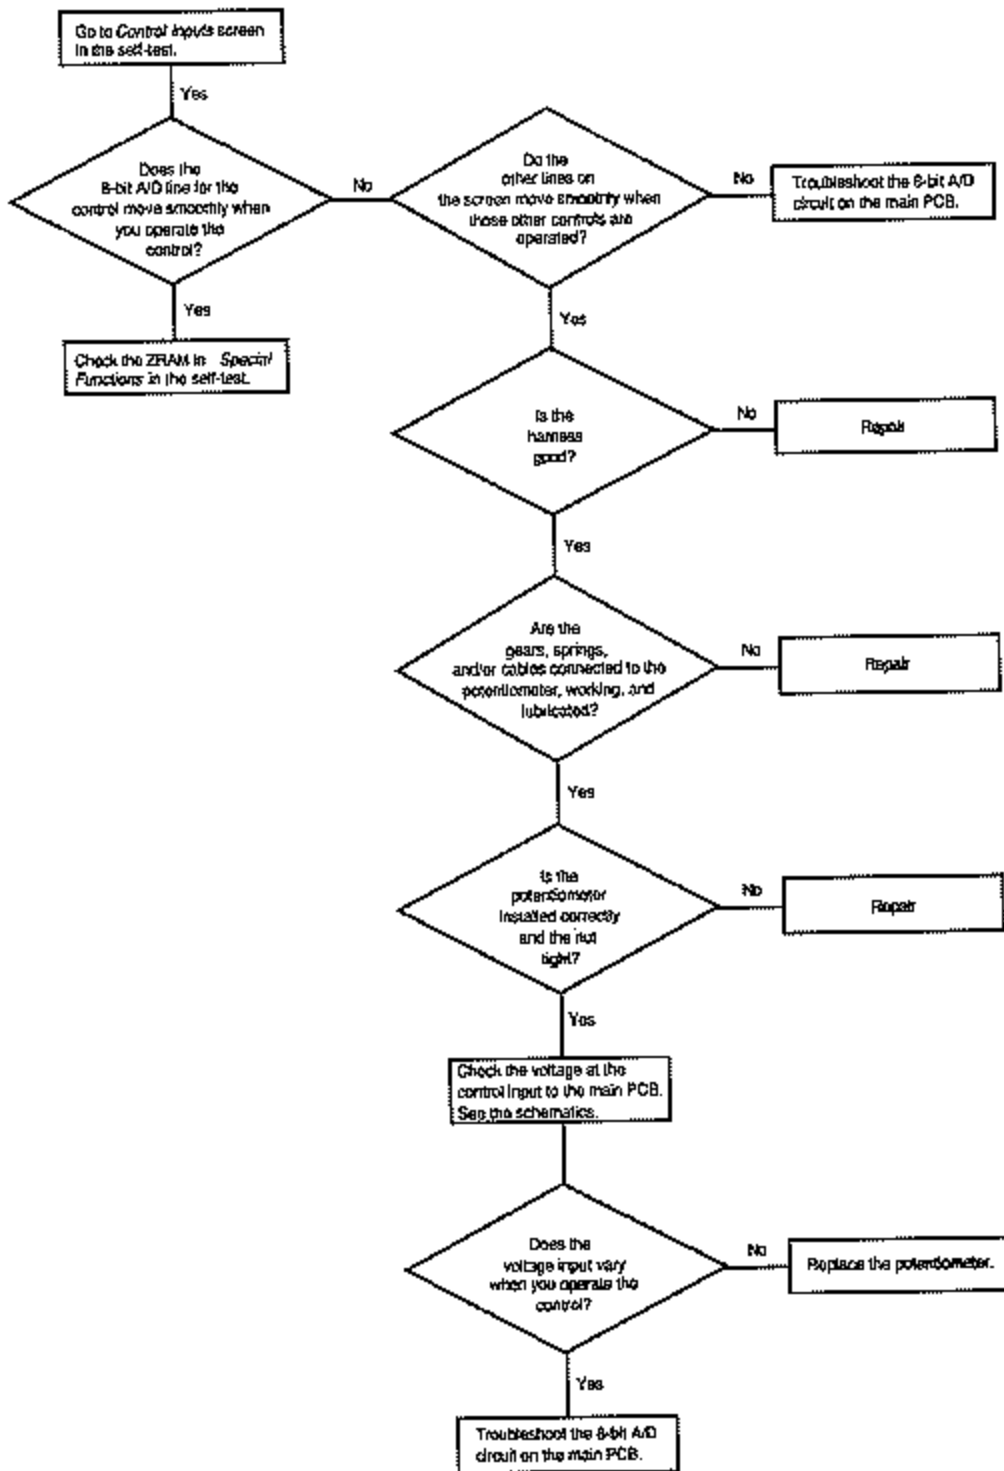 Go to Control Inputs screen
in the self-test.
Yes
Does the
8-bit A/D line for the
control move smoothly when
you operate the
control?
No
Do the
other lines on
the screen move smoothly when
those other controls are
operated?
No
Troubleshoot the 8-bit A/D
circuit on the main PCB.
Yes
Check the ZRAM in Special
Functions in the self-test.
Yes
Is the
harness
good?
No
Repair
Yes
Are the
gears, springs,
and/or cables connected to the
potentiometer, working, and
lubricated?
No
Repair
Yes
Is the
potentiometer
installed correctly
and the nut
tight?
No
Repair
Yes
Check the voltage at the
control input to the main PCB.
See the schematics.
Does the
voltage input vary
when you operate the
control?
No
Replace the potentiometer.
Yes
Troubleshoot the 8-bit A/D
circuit on the main PCB.